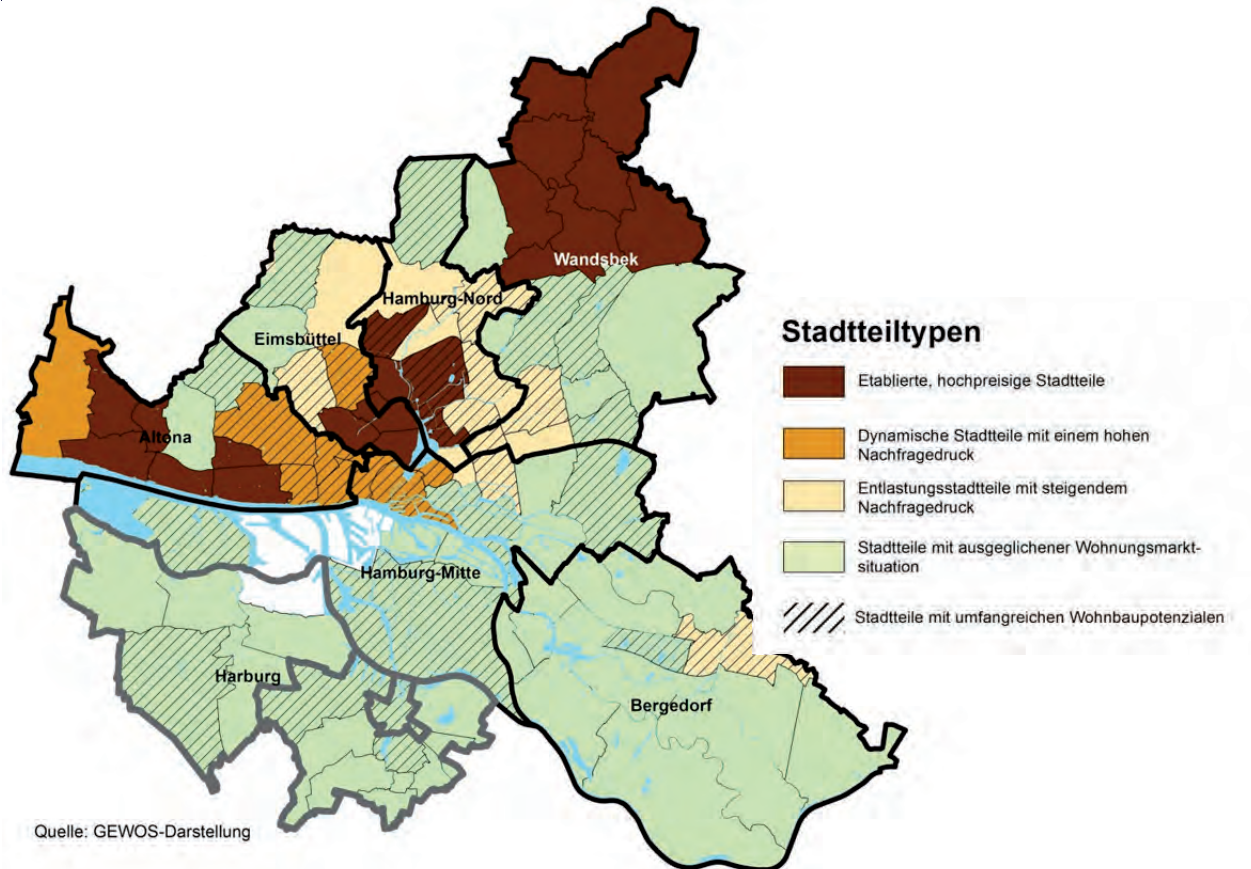 Wandsbek
Hamburg-Nord
Eimsbüttel
Altona
Hamburg-Mitte
Harburg
Bergedorf
Stadtteiltypen
Etablierte, hochpreisige Stadtteile
Dynamische Stadtteile mit einem hohen
Nachfragedruck
Entlastungsstadtteile mit steigendem
Nachfragedruck
Stadtteile mit ausgeglichener Wohnungsmarkt-
situation
Stadtteile mit umfangreichen Wohnbaupotenzialen
Quelle: GEWOS-Darstellung